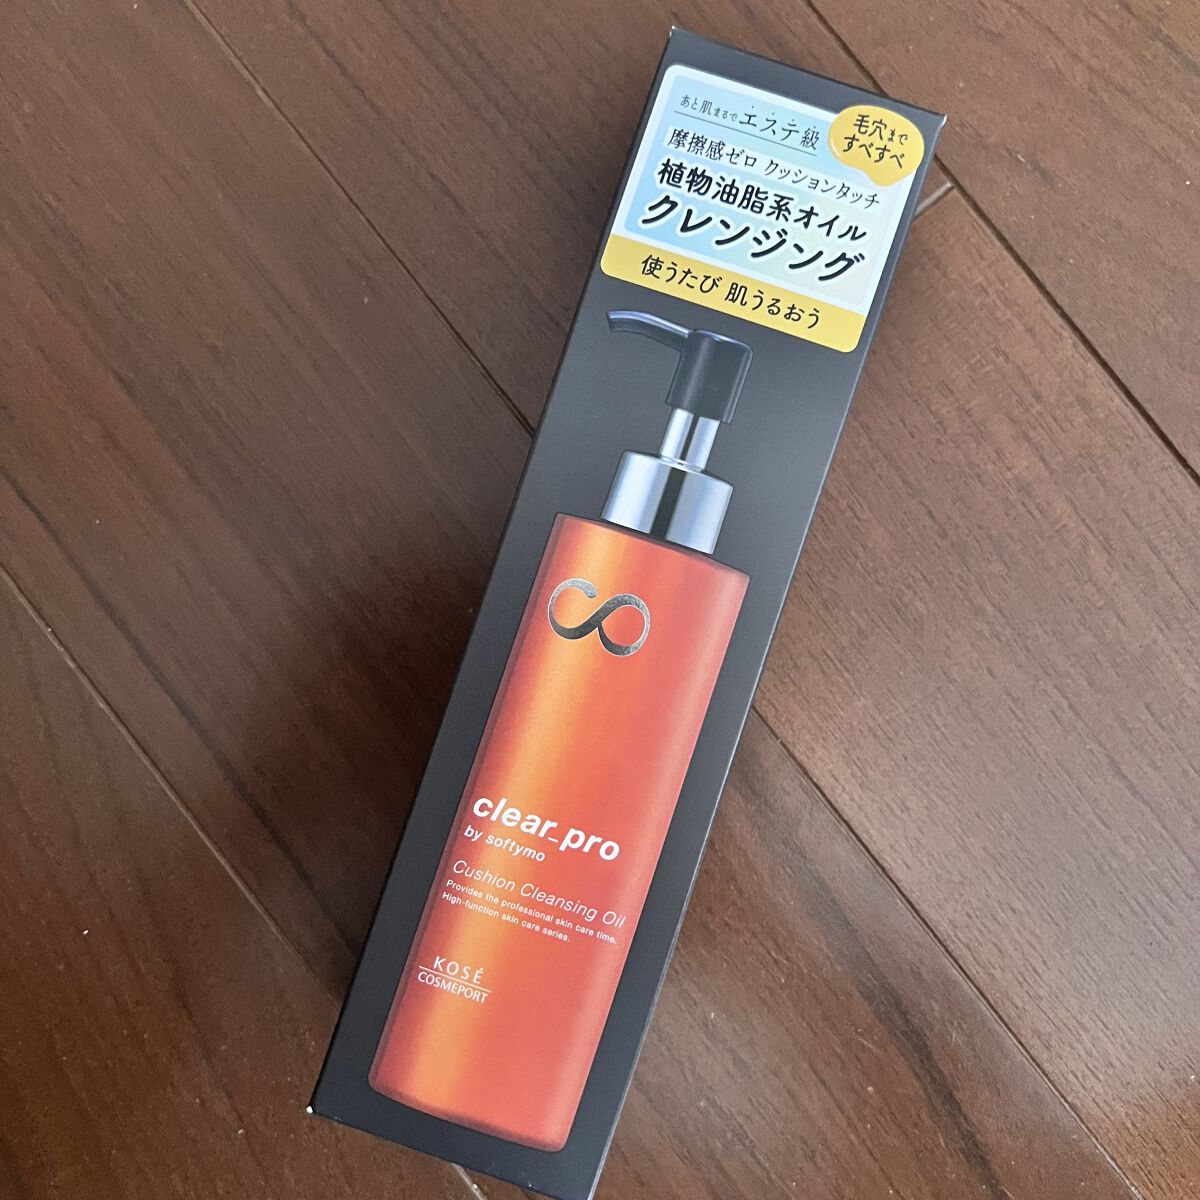 あと肌まるでエステ級
毛穴まで
すべすべ
摩擦感ゼロ クッションタッチ
植物油脂系オイル
クレンジング
使うたび 肌うるおう
clear_pro
by softymo
Cushion Cleansing Oil
Provides the professional skin care time.
High-function skin care series.
KOSÉ
COSMEPORT